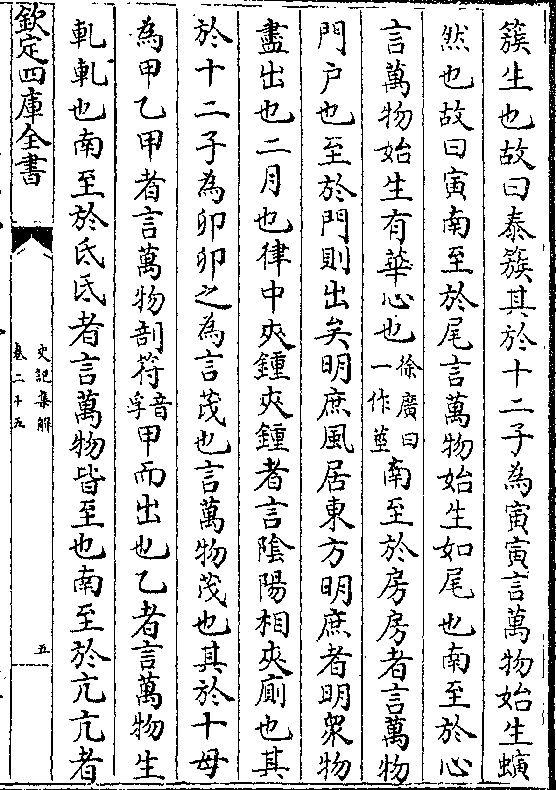 簇生也故曰泰簇其於十二子為寅寅言萬物始生螾
然也故曰寅南至於尾言萬物始生如尾也南至於心
言萬物始生有華心也徐廣曰一作莖南至於房房者言萬物
門户也至於門則出矣明庶風居東方明庶者明衆物
盡出也二月也律中夾鍾夾鍾者言陰陽相夾廁也其
於十二子為卯卯之為言茂也言萬物茂也其於十母
為甲乙甲者言萬物剖符音孚甲而出也乙者言萬物生
軋軋也南至於氐氐者言萬物皆至也南至於亢亢者
欽定四庫全書
史記集解
卷二十五
五